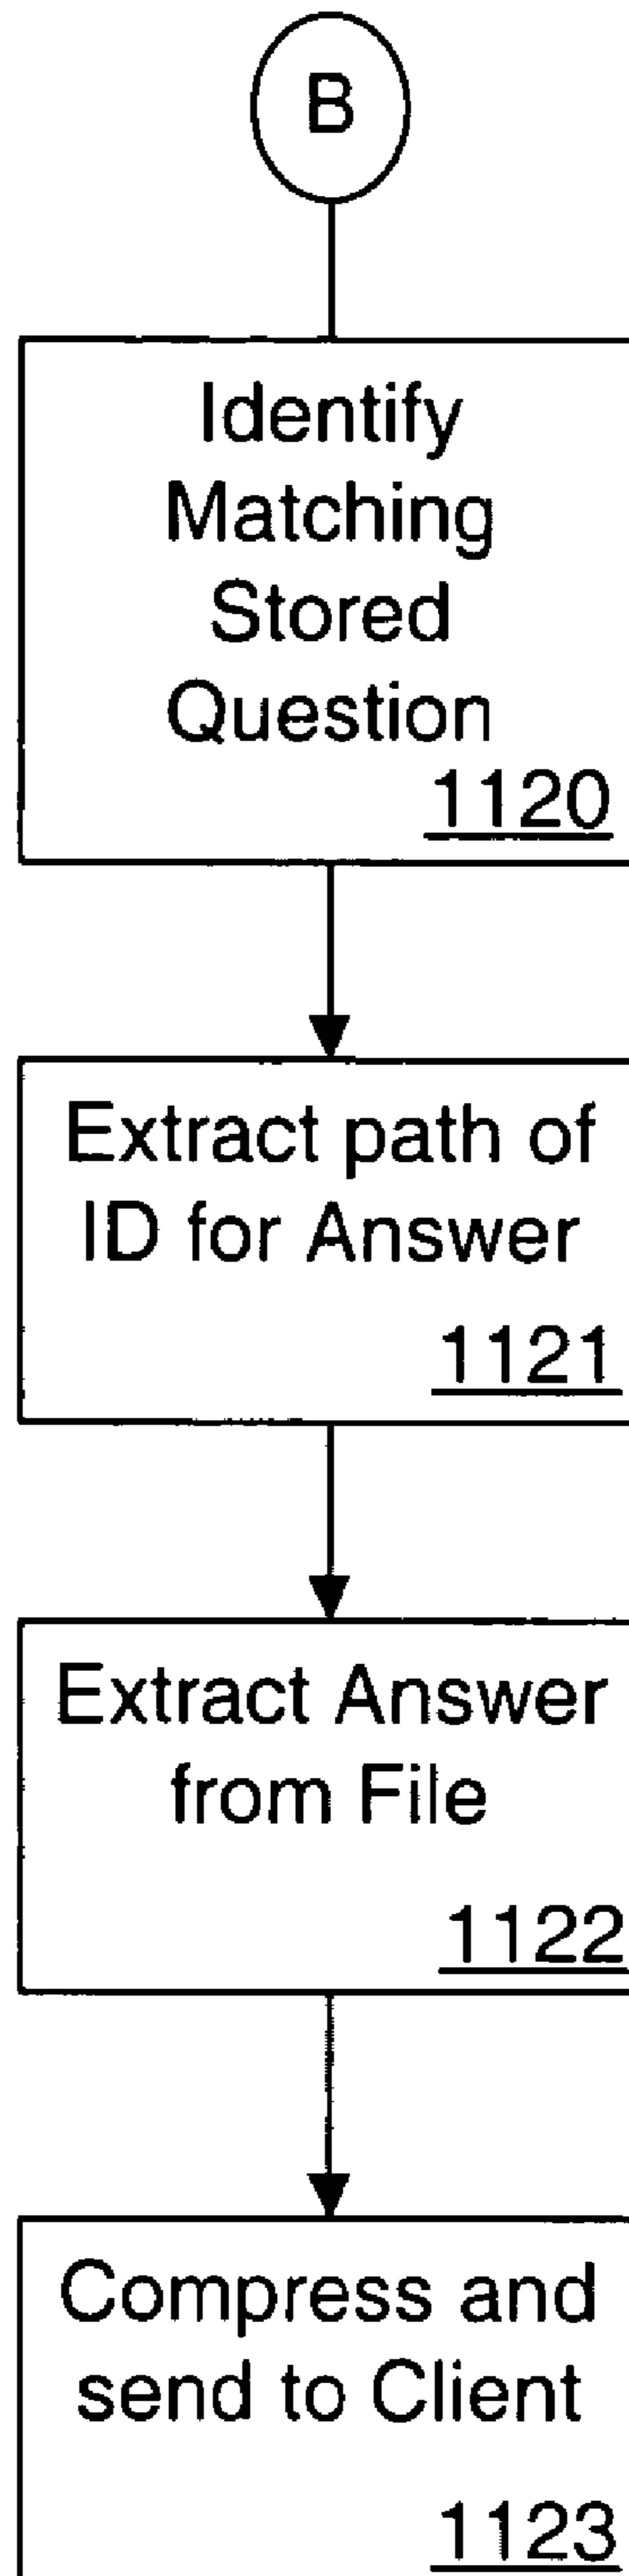 B
Identify
Matching
Stored
Question
1120
Extract path of
ID for Answer
1121
Extract Answer
from File
1122
Compress and
send to Client
1123